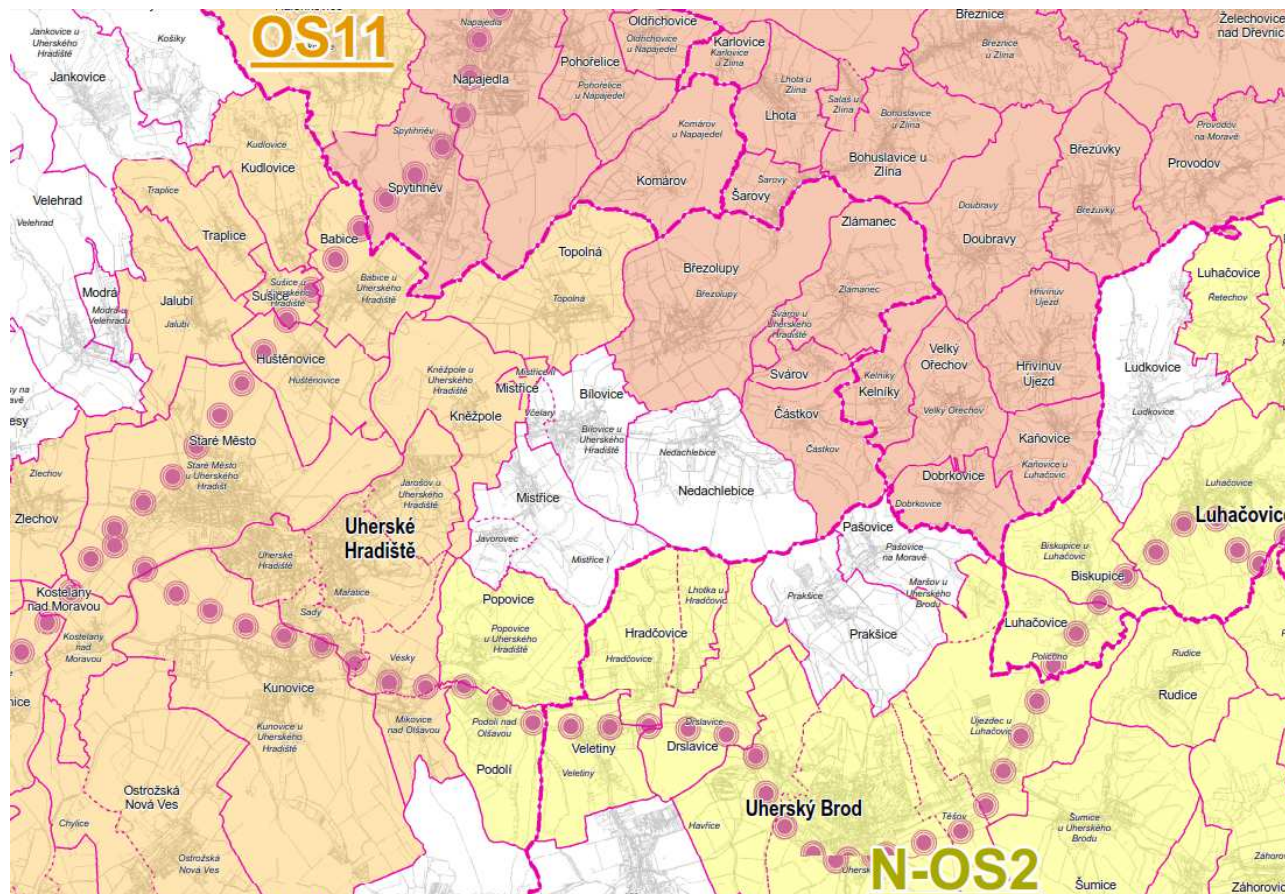 Jankovice u
Uherského
Hradiště
Košíky
Jankovice
OS11
Napajedla
Napajedla
Oldřichovice
Oldřichovice
u Napajedel
Pohořelice
Pohořelice
u Napajedel
Karlovice
Karlovice
u Zlína
Lhota u
Zlína
Lhota
Salaš u
Zlína
Březnice
Březnice
u Zlína
Želechovice
nad Dřevnic
Bohuslavice
u Zlína
Bohuslavice u
Zlína
Březůvky
Březůvky
Provodov
na Moravě
Provodov
Kudlovice
Kudlovice
Spytihněv
Spytihněv
Komárov
u Napajedel
Komárov
Šarovy
Šarovy
Velehrad
Velehrad
Traplice
Traplice
Babice
Babice u
Uherského
Hradiště
Topolná
Topolná
Březolupy
Březolupy
Zlámanec
Zlámanec
Doubravy
Doubravy
Hřivínův
Újezd
Hřivínův
Újezd
Luhačovice
Řetechov
Modrá
Modrá u
Velehradu
Jalubí
Jalubí
Sušice u
Uherského
Hradiště
Sušice
Huštěnovice
Huštěnovice
Svárov u
Uherského
Hradiště
Svárov
Velký
Ořechov
Velký Ořechov
Kelníky
Kelníky
Ludkovice
Ludkovice
Kněžpole u
Uherského
Hradiště
Kněžpole
Mistřice II
Mistřice
Včelary
Bílovice
Bílovice u
Uherského
Hradiště
Částkov
Částkov
Kaňovice
Kaňovice u
Luhačovic
Staré Město
Staré Město
u Uherského
Hradišt
Zlechov
Zlechov
Jarošov u
Uherského
Hradiště
Uherské
Hradiště
Uherské
Hradiště
Mařatice
Sady
Vésky
Mistřice
Javorovec
Mistřice I
Nedachlebice
Nedachlebice
Dobrkovice
Dobrkovice
Pašovice
Pašovice
na Moravě
Maršov u
Uherského
Brodu
Prakšice
Prakšice
Biskupice u
Luhačovic
Biskupice
Luhačovice
Luhačovice
Luhačovice
Polichno
Kostelany
nad Moravou
Kostelany
nad
Moravou
Kunovice
Kunovice u
Uherského
Hradiště
Míkovice
nad Olšavou
Popovice
Popovice
u Uherského
Hradiště
Podolí nad
Olšavou
Podolí
Hradčovice
Hradčovice
Lhotka u
Hradčovic
Veletiny
Veletiny
Drslavice
Drslavice
Rudice
Rudice
Újezdec u
Luhačovic
Uherský Brod
Havřice
Těšov
N-OS2
Šumice
u Uherského
Brodu
Šumice
Ostrožská
Nová Ves
Chylice
Ostrožská
Nová Ves
Záhorovic